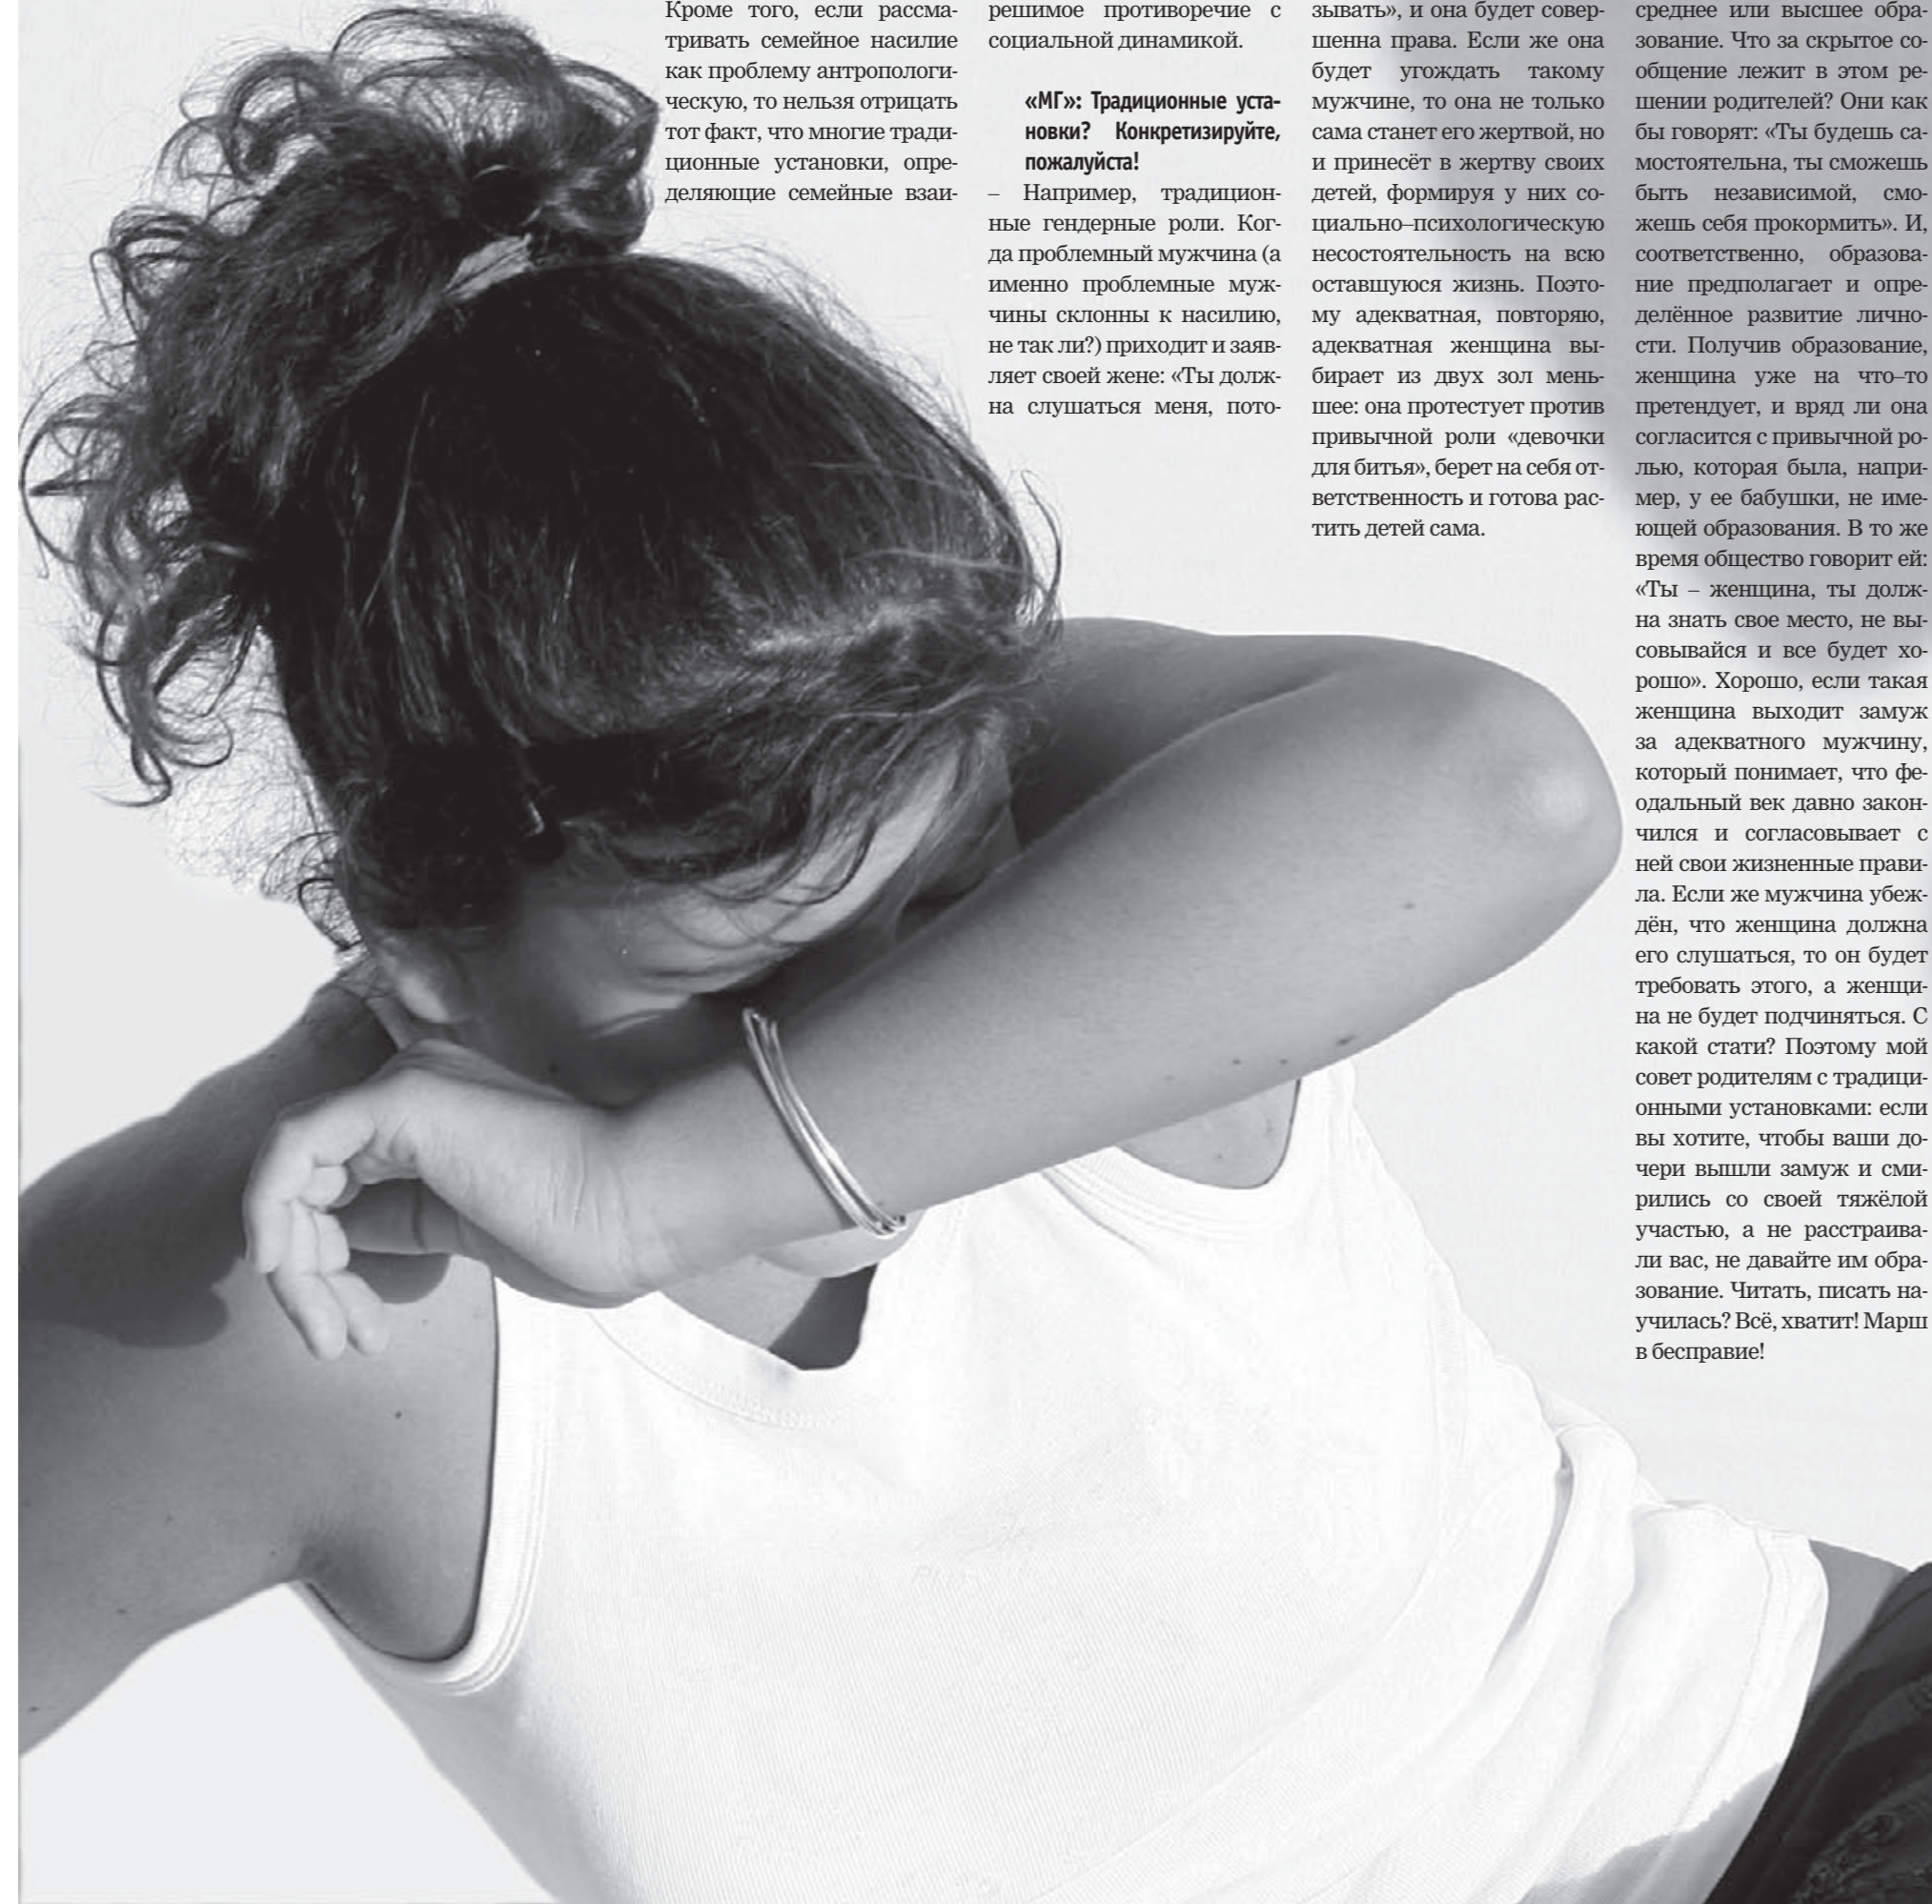 Кроме того, если рассма-
тривать семейное насилие
как проблему антропологи-
ческую, то нельзя отрицать
тот факт, что многие тради-
ционные установки, опре-
деляющие семейные взаи-
решимое противоречие с
социальной динамикой.
«МГ»: Традиционные уста-
новки? Конкретизируйте,
пожалуйста!
– Например, традицион-
ные гендерные роли. Ког-
да проблемный мужчина (а
именно проблемные муж-
чины склонны к насилию,
не так ли?) приходит и заяв-
ляет своей жене: «Ты долж-
на слушаться меня, пото-
зывать», и она будет совер-
шенна права. Если же она
будет угождать такому
мужчине, то она не только
сама станет его жертвой, но
и принесёт в жертву своих
детей, формируя у них со-
циально–психологическую
несостоятельность на всю
оставшуюся жизнь. Поэто-
му адекватная, повторяю,
адекватная женщина вы-
бирает из двух зол мень-
шее: она протестует против
привычной роли «девочки
для битья», берет на себя от-
ветственность и готова рас-
тить детей сама.
среднее или высшее обра-
зование. Что за скрытое со-
общение лежит в этом ре-
шении родителей? Они как
бы говорят: «Ты будешь са-
мостоятельна, ты сможешь
быть независимой, смо-
жешь себя прокормить». И,
соответственно, образова-
ние предполагает и опре-
делённое развитие лично-
сти. Получив образование,
женщина уже на что–то
претендует, и вряд ли она
согласится с привычной ро-
лью, которая была, напри-
мер, у ее бабушки, не име-
ющей образования. В то же
время общество говорит ей:
«Ты – женщина, ты долж-
на знать свое место, не вы-
совывайся и все будет хо-
рошо». Хорошо, если такая
женщина выходит замуж
за адекватного мужчину,
который понимает, что фе-
одальный век давно закон-
чился и согласовывает с
ней свои жизненные прави-
ла. Если же мужчина убеж-
дён, что женщина должна
его слушаться, то он будет
требовать этого, а женщи-
на не будет подчиняться. С
какой стати? Поэтому мой
совет родителям с традици-
онными установками: если
вы хотите, чтобы ваши до-
чери вышли замуж и сми-
рились со своей тяжёлой
участью, а не расстраива-
ли вас, не давайте им обра-
зование. Читать, писать на-
училась? Всё, хватит! Марш
в бесправие!